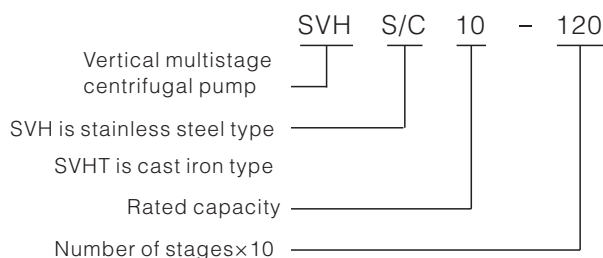 SVH S/C 10 - 120
Vertical multistage
centrifugal pump
SVH is stainless steel type
SVHT is cast iron type
Rated capacity
Number of stages×10